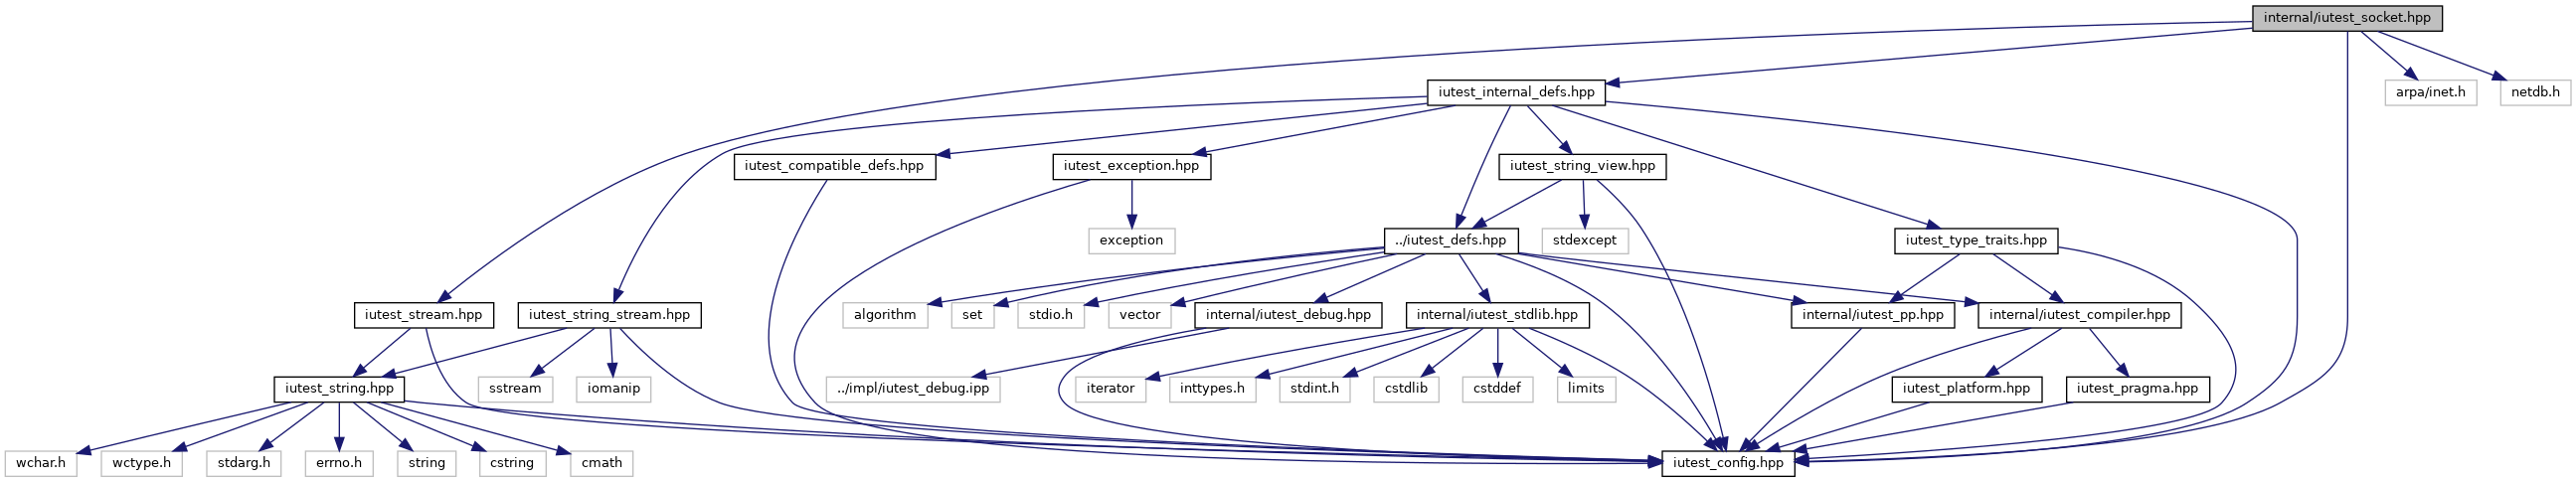 internal/iutest_socket.hpp
iutest_internal_defs.hpp
arpa/inet.h
netdb.h
iutest_compatible_defs.hpp
iutest_exception.hpp
iutest_string_view.hpp
exception
../iutest_defs.hpp
stdexcept
iutest_type_traits.hpp
iutest_stream.hpp
iutest_string_stream.hpp
algorithm
set
stdio.h
vector
internal/iutest_debug.hpp
internal/iutest_stdlib.hpp
internal/iutest_pp.hpp
internal/iutest_compiler.hpp
iutest_string.hpp
sstream
iomanip
../impl/iutest_debug.ipp
iterator
inttypes.h
stdint.h
cstdlib
cstddef
limits
iutest_platform.hpp
iutest_pragma.hpp
wchar.h
wctype.h
stdarg.h
errno.h
string
cstring
cmath
iutest_config.hpp